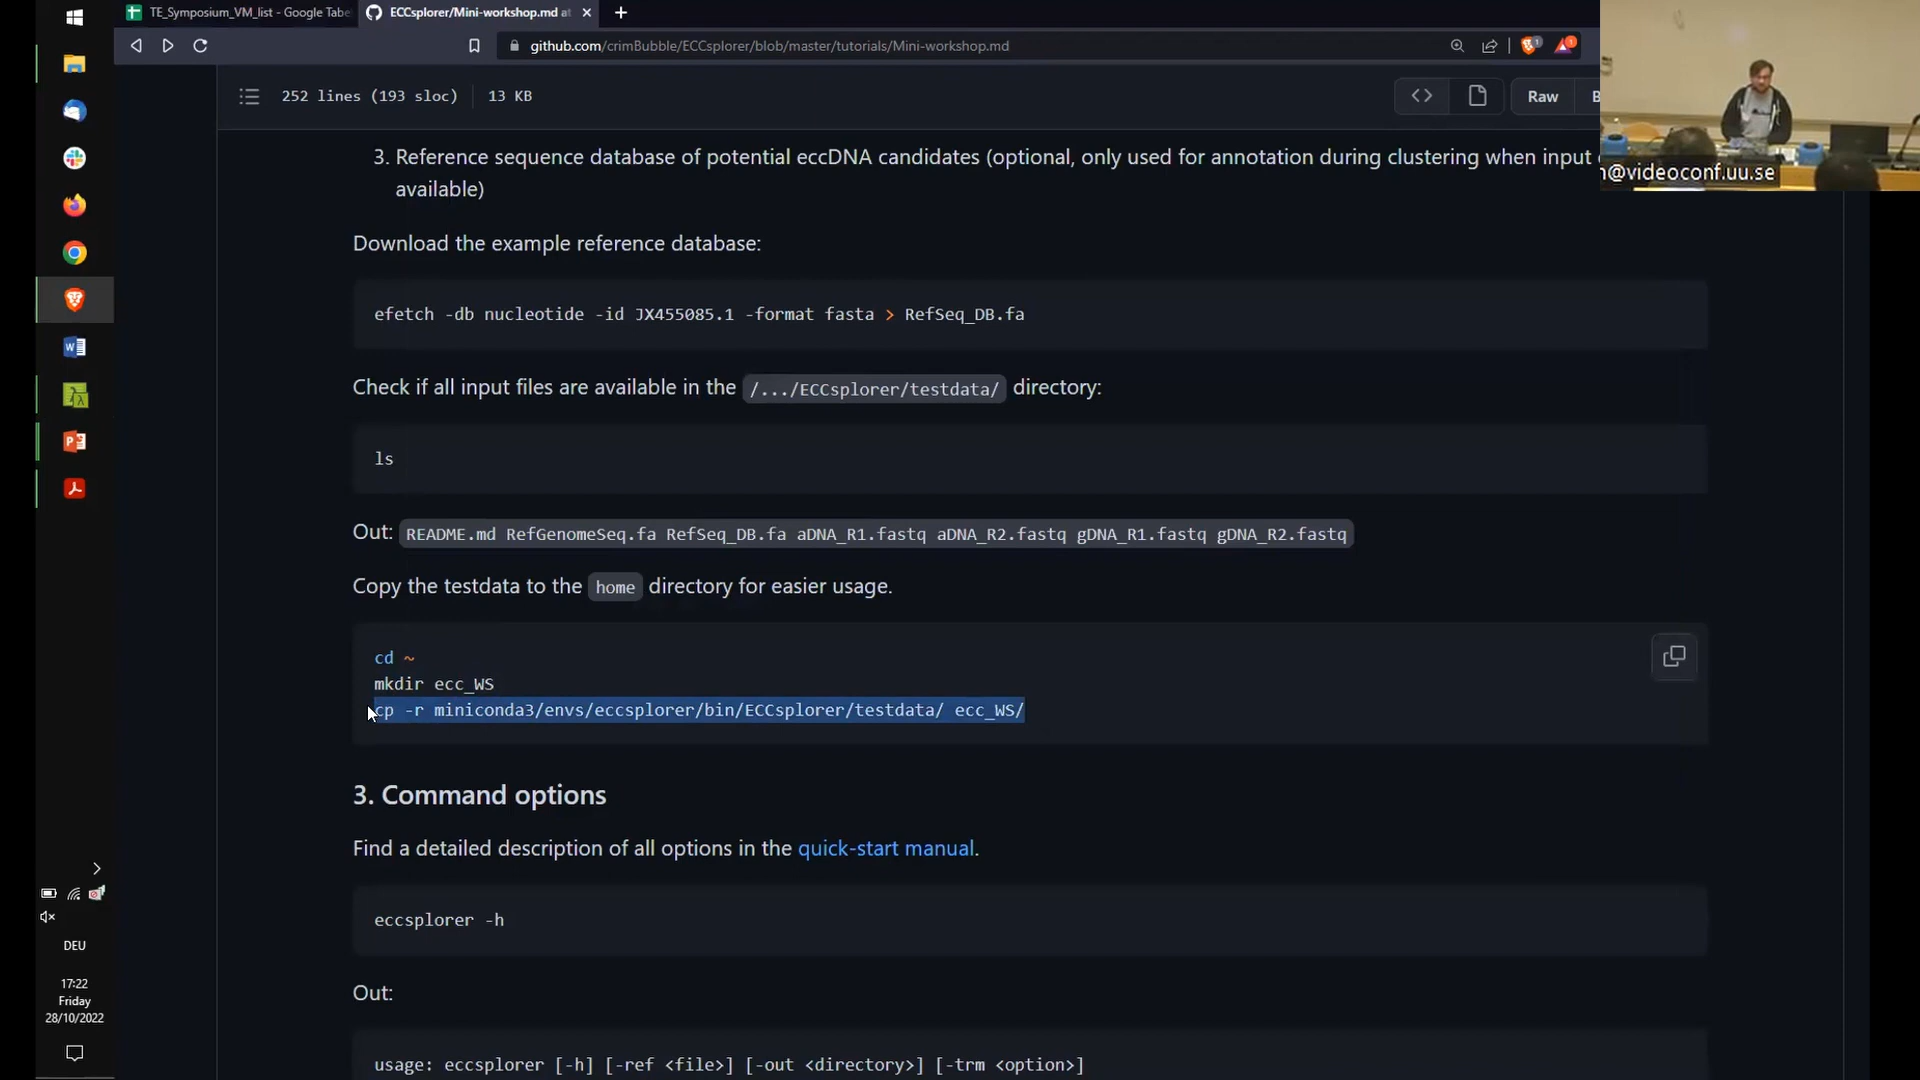 TE_Symposium_VM_list - Google Tabe
ECCsplorer/Mini-workshop.md at
github.com/crimBubble/ECCsplorer/blob/master/tutorials/Mini-workshop.md
252 lines (193 sloc) 13 KB
Raw
n@videoconf.uu.se
3. Reference sequence database of potential eccDNA candidates (optional, only used for annotation during clustering when input
available)
Download the example reference database:
efetch -db nucleotide -id JX455085.1 -format fasta > RefSeq_DB.fa
Check if all input files are available in the /.../ECCsplorer/testdata/ directory:
ls
Out: README.md RefGenomeSeq.fa RefSeq_DB.fa aDNA_R1.fastq aDNA_R2.fastq gDNA_R1.fastq gDNA_R2.fastq
Copy the testdata to the home directory for easier usage.
cd ~
mkdir ecc_WS
cp -r miniconda3/envs/eccsplorer/bin/ECCsplorer/testdata/ ecc_WS/
3. Command options
Find a detailed description of all options in the quick-start manual.
eccsplorer -h
Out:
usage: eccsplorer [-h] [-ref <file>] [-out <directory>] [-trm <option>]
DEU
17:22
Friday
28/10/2022